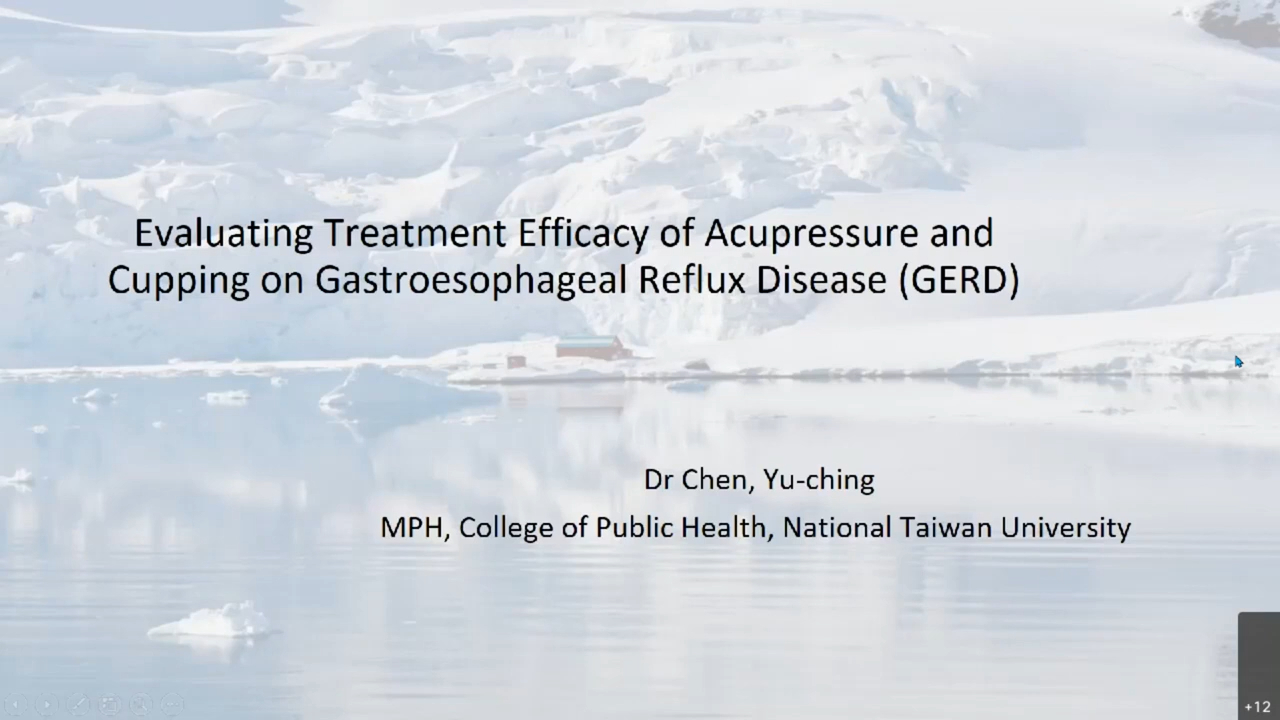 Evaluating Treatment Efficacy of Acupressure and
Cupping on Gastroesophageal Reflux Disease (GERD)
Dr Chen, Yu-ching
MPH, College of Public Health, National Taiwan University
+12